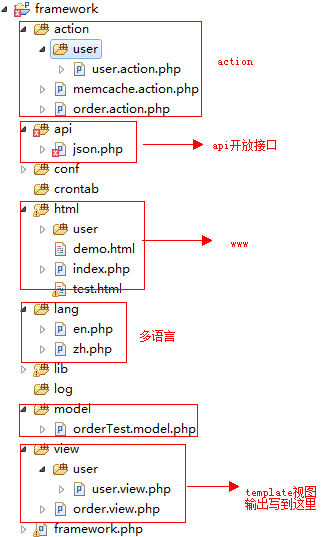 framework
action
user
user.action.php
action
memcache.action.php
order.action.php
api
json.php
api开放接口
conf
crontab
html
user
demo.html
www
index.php
test.html
lang
en.php
多语言
zh.php
lib
log
model
orderTest.model.php
view
user
user.view.php
template视图
输出写到这里
order.view.php
framework.php